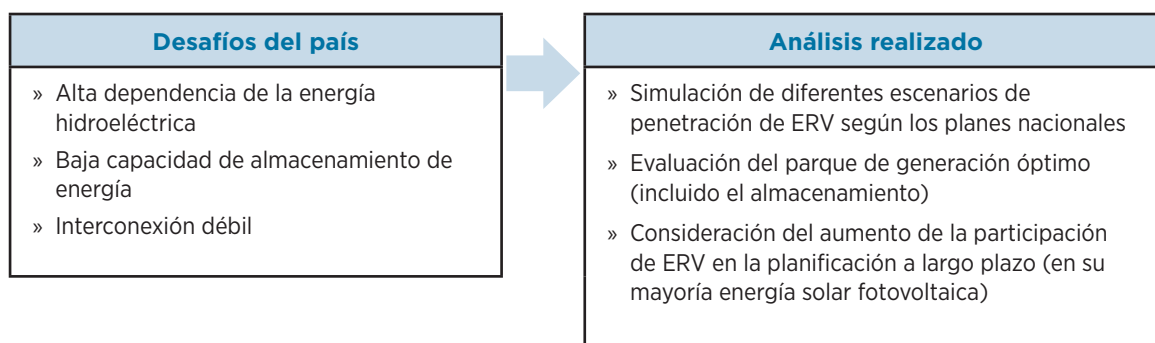 Desafíos del país
» Alta dependencia de la energía
hidroeléctrica
» Baja capacidad de almacenamiento de
energía
» Interconexión débil
Análisis realizado
» Simulación de diferentes escenarios de
penetración de ERV según los planes nacionales
» Evaluación del parque de generación óptimo
(incluido el almacenamiento)
» Consideración del aumento de la participación
de ERV en la planificación a largo plazo (en su
mayoría energía solar fotovoltaica)